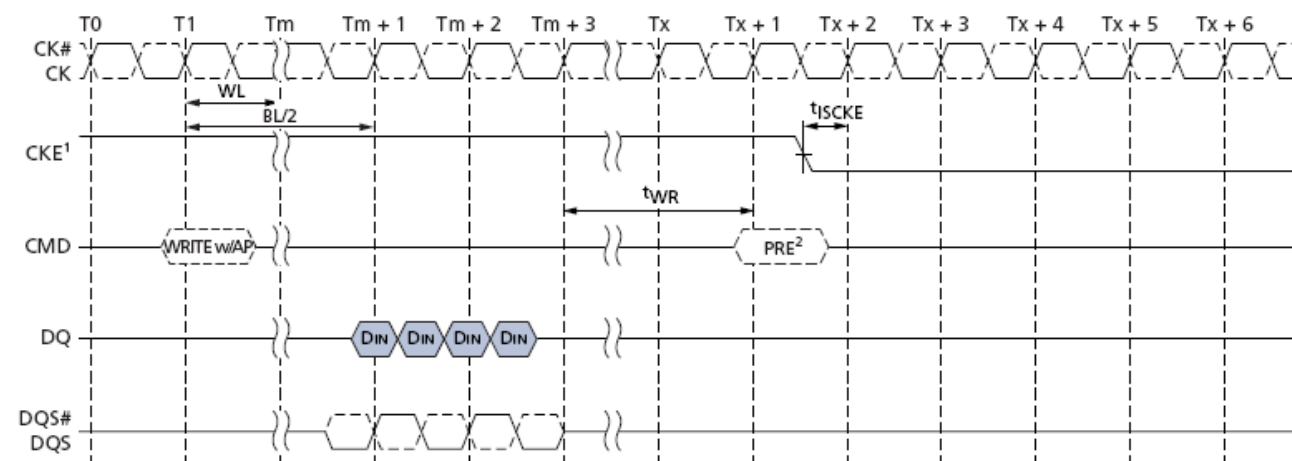 T0 T1 Tm Tm + 1 Tm + 2 Tm + 3 Tx Tx + 1 Tx + 2 Tx + 3 Tx + 4 Tx + 5 Tx + 6
CK#
CK
WL
BL/2
tISCKE
CKE1
tWR
CMD WRITE w/AP PRE2
DQ DIN DIN DIN DIN
DQS#
DQS